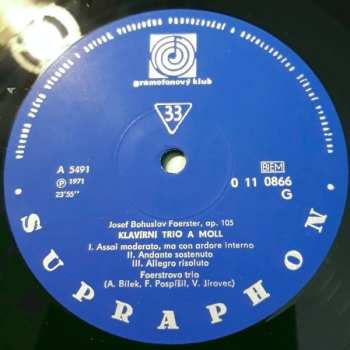 gramofonový klub
33
A 5491
Ⓟ 1971
23'55"
BIEM
0 11 0866
G
Josef Bohuslav Foerster, op. 105
KLAVÍRNÍ TRIO A MOLL
I. Assai moderato, ma con ardore interno
II. Andante sostenuto
III. Allegro risoluto
Foerstrovo trio
(A. Bílek, F. Pospíšil, V. Jírovec)
• SUPRAPHON •